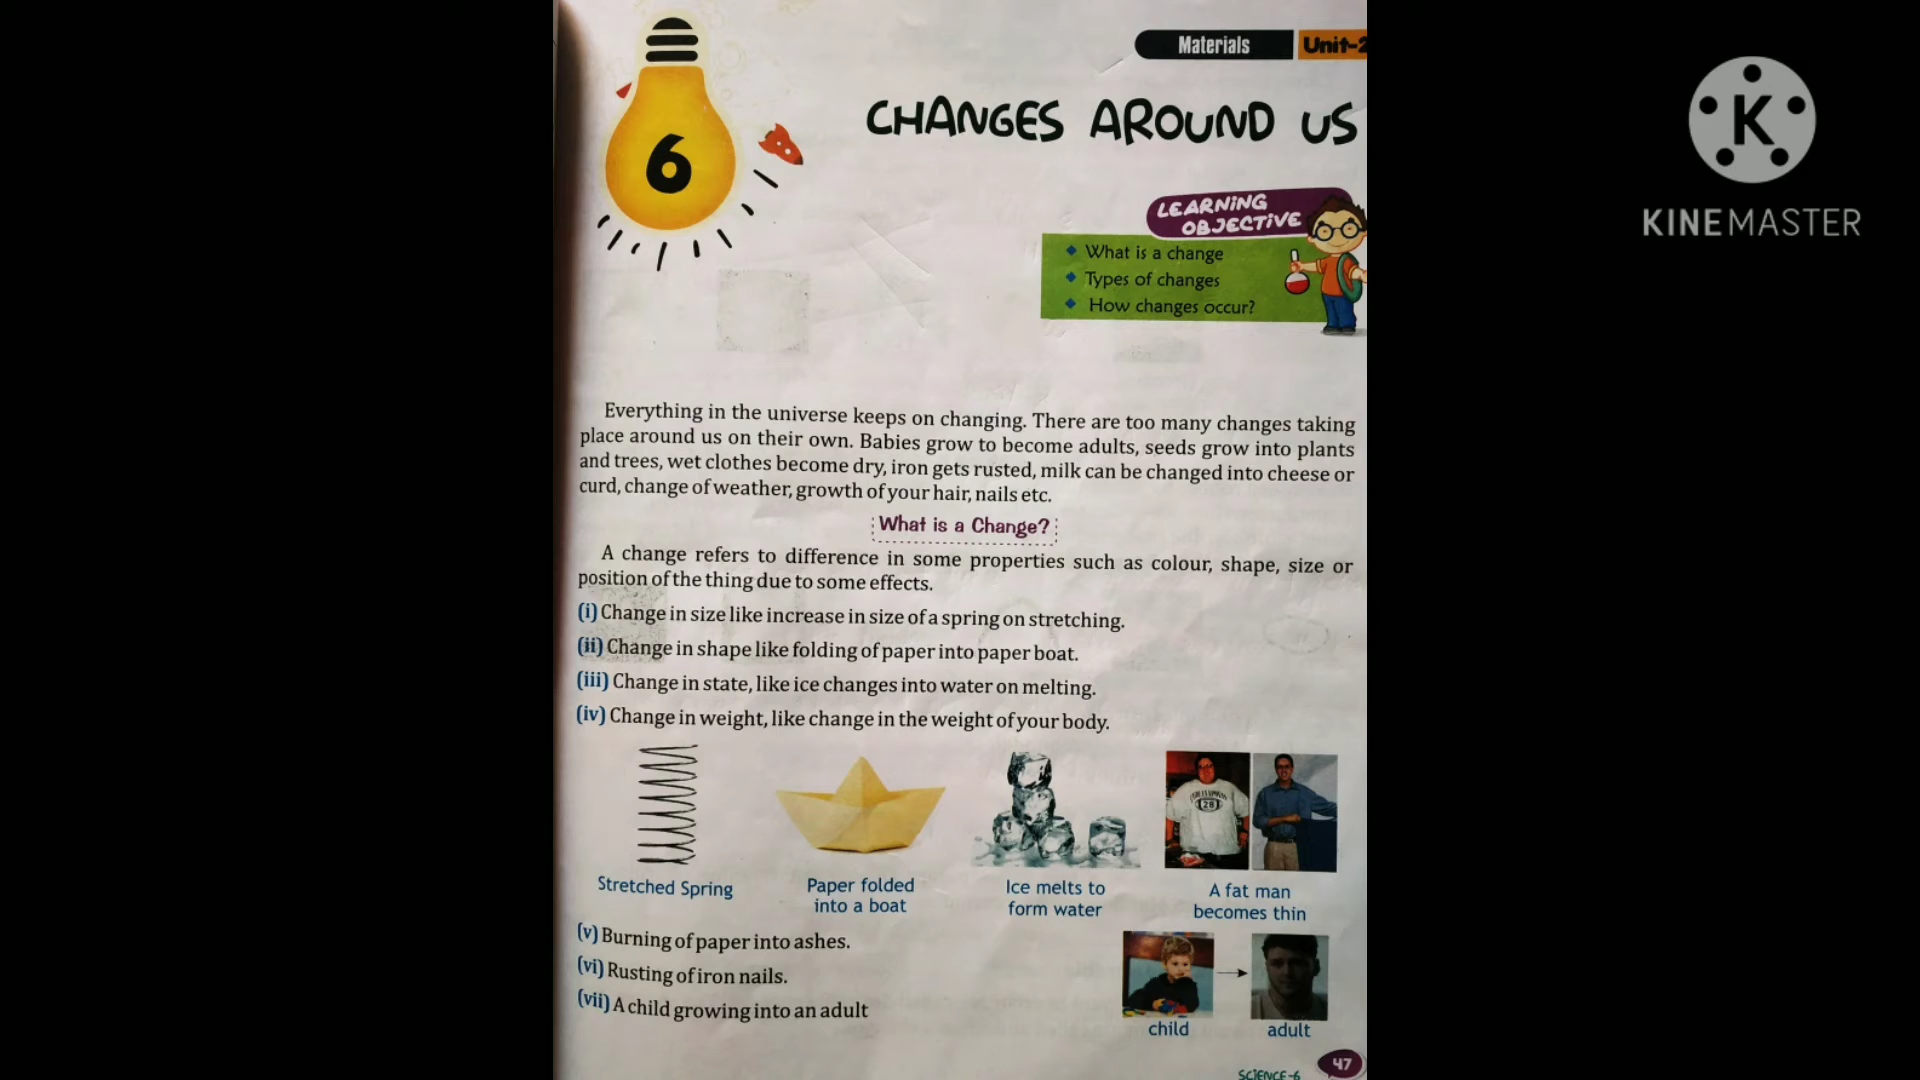 Materials Unit-2
6
CHANGES AROUND US
LEARNING
OBJECTIVE
What is a change
Types of changes
How changes occur?
K
KINEMASTER
Everything in the universe keeps on changing. There are too many changes taking
place around us on their own. Babies grow to become adults, seeds grow into plants
and trees, wet clothes become dry, iron gets rusted, milk can be changed into cheese or
curd, change of weather, growth of your hair, nails etc.
What is a Change?
A change refers to difference in some properties such as colour, shape, size or
position of the thing due to some effects.
(i) Change in size like increase in size of a spring on stretching.
(ii) Change in shape like folding of paper into paper boat.
(iii) Change in state, like ice changes into water on melting.
(iv) Change in weight, like change in the weight of your body.
28
Stretched Spring
Paper folded
into a boat
Ice melts to
form water
A fat man
becomes thin
(v) Burning of paper into ashes.
(vi) Rusting of iron nails.
(vii) A child growing into an adult
child
adult
SCIENCE-6
47